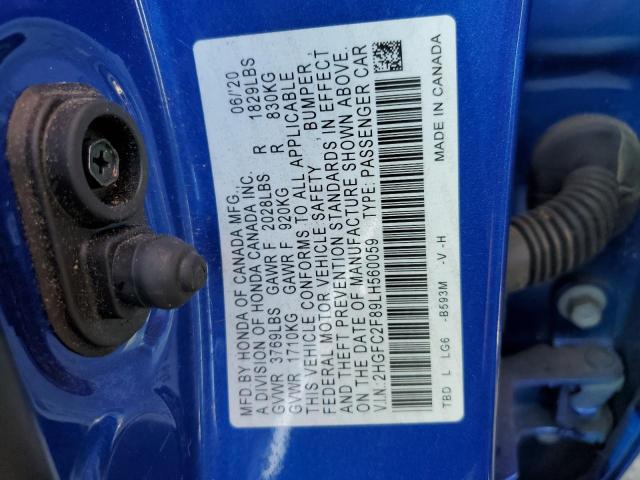 MFD.BY HONDA OF CANADA MFG., 06/'20
A DIVISION OF HONDA CANADA INC.
GVWR 3769LBS GAWR F 2028LBS R 1829LBS
GVWR 1710KG GAWR F 920KG R 830KG
THIS VEHICLE CONFORMS TO ALL APPLICABLE
FEDERAL MOTOR VEHICLE SAFETY , BUMPER ,
AND THEFT PREVENTION STANDARDS IN EFFECT
ON THE DATE OF MANUFACTURE SHOWN ABOVE.
V.I.N.:2HGFC2F89LH560059 TYPE: PASSENGER CAR
TBD L LG6 -B593M -V -H MADE IN CANADA